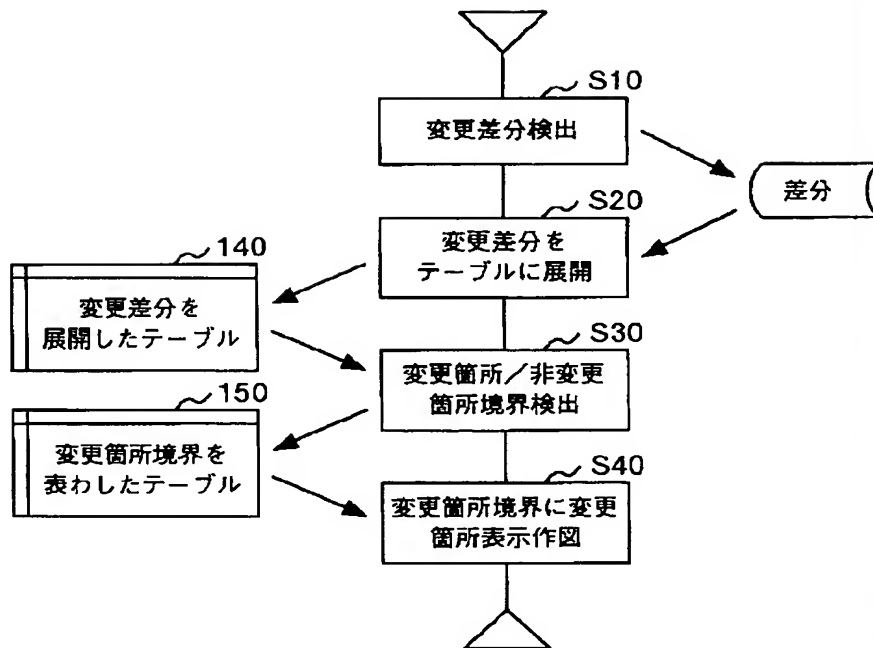 S10
変更差分検出
差分
S20
変更差分を
テーブルに展開
140
変更差分を
展開したテーブル
S30
変更箇所／非変更
箇所境界検出
150
変更箇所境界を
表わしたテーブル
S40
変更箇所境界に変更
箇所表示作図